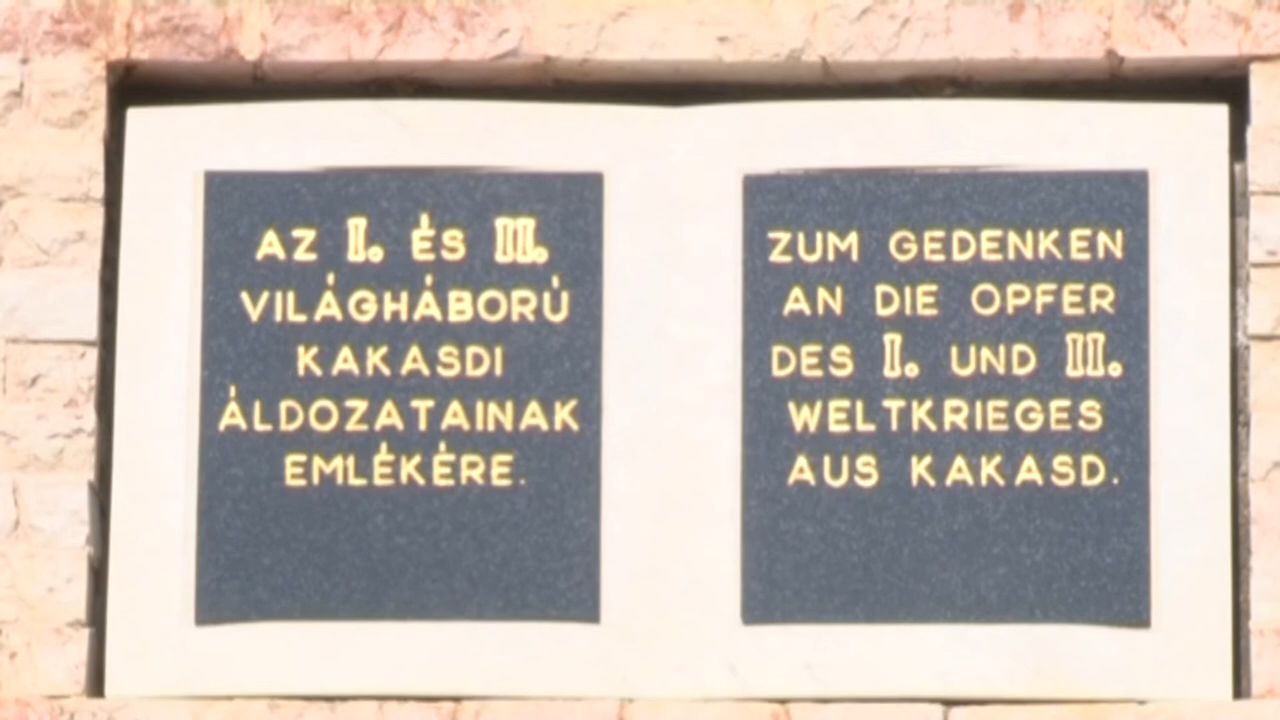 AZ I. ÉS II.
VILÁGHÁBORÚ
KAKASDI
ÁLDOZATAINAK
EMLÉKÉRE.
ZUM GEDENKEN
AN DIE OPFER
DES I. UND II.
WELTKRIEGES
AUS KAKASD.